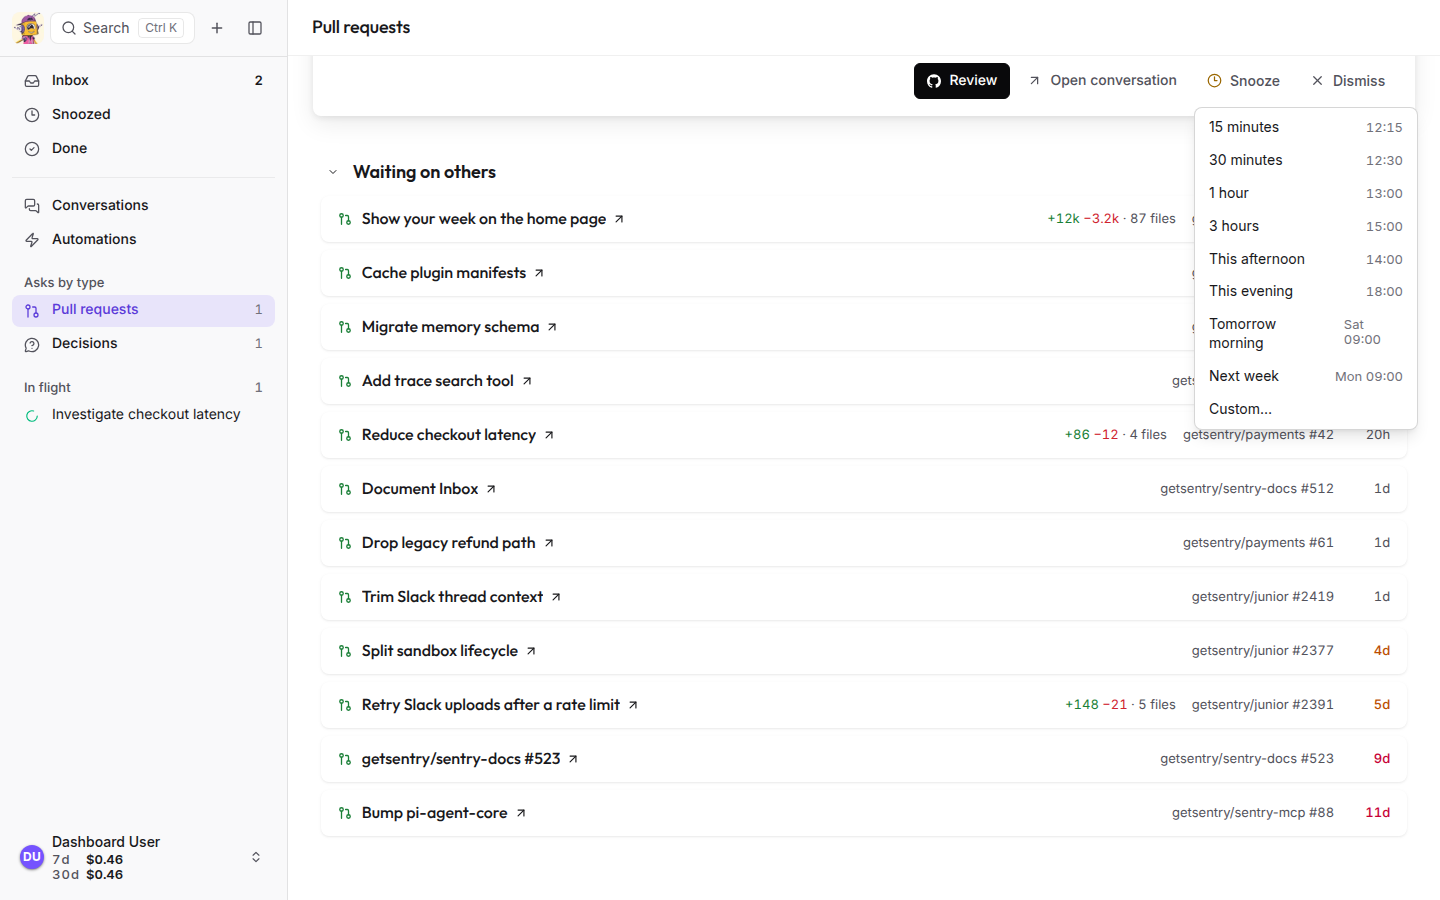 Search Ctrl K
Inbox 2
Snoozed
Done
Conversations
Automations
Asks by type
Pull requests 1
Decisions 1
In flight 1
Investigate checkout latency
Dashboard User
DU
7d $0.46
30d $0.46
Pull requests
Review Open conversation Snooze Dismiss
15 minutes 12:15
30 minutes 12:30
1 hour 13:00
3 hours 15:00
This afternoon 14:00
This evening 18:00
Tomorrow morning Sat 09:00
Next week Mon 09:00
Custom...
Waiting on others
Show your week on the home page +12k −3.2k · 87 files
Cache plugin manifests
Migrate memory schema
Add trace search tool
Reduce checkout latency +86 −12 · 4 files getsentry/payments #42 20h
Document Inbox getsentry/sentry-docs #512 1d
Drop legacy refund path getsentry/payments #61 1d
Trim Slack thread context getsentry/junior #2419 1d
Split sandbox lifecycle getsentry/junior #2377 4d
Retry Slack uploads after a rate limit +148 −21 · 5 files getsentry/junior #2391 5d
getsentry/sentry-docs #523 getsentry/sentry-docs #523 9d
Bump pi-agent-core getsentry/sentry-mcp #88 11d